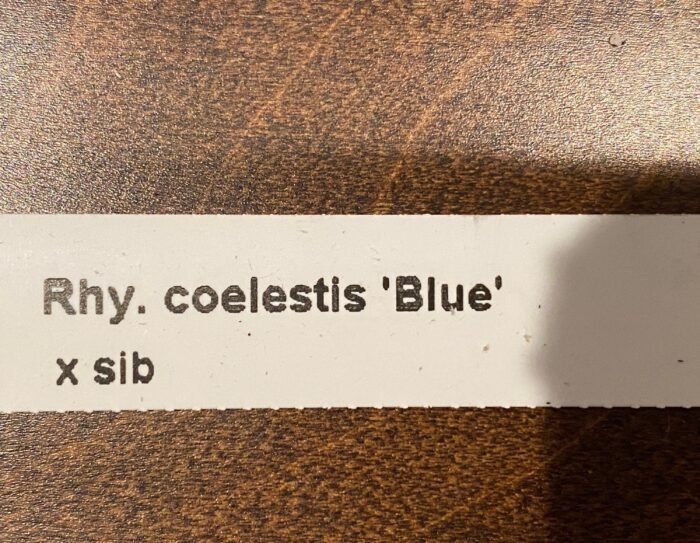 Rhy. coelestis 'Blue'
x sib